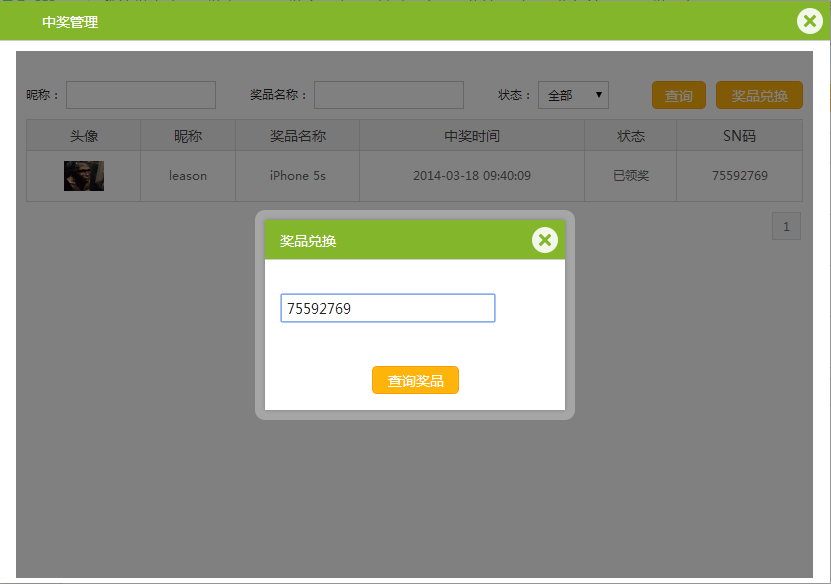 中奖管理
昵称： 奖品名称： 状态： 全部 查询 奖品兑换
头像 昵称 奖品名称 中奖时间 状态 SN码
leason iPhone 5s 2014-03-18 09:40:09 已领奖 75592769
1
奖品兑换
75592769
查询奖品